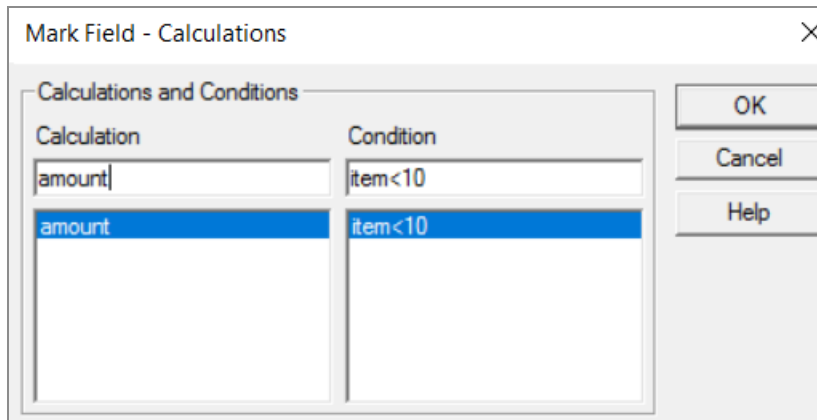 Mark Field - Calculations
Calculations and Conditions
Calculation Condition
amount item<10
amount item<10
OK
Cancel
Help